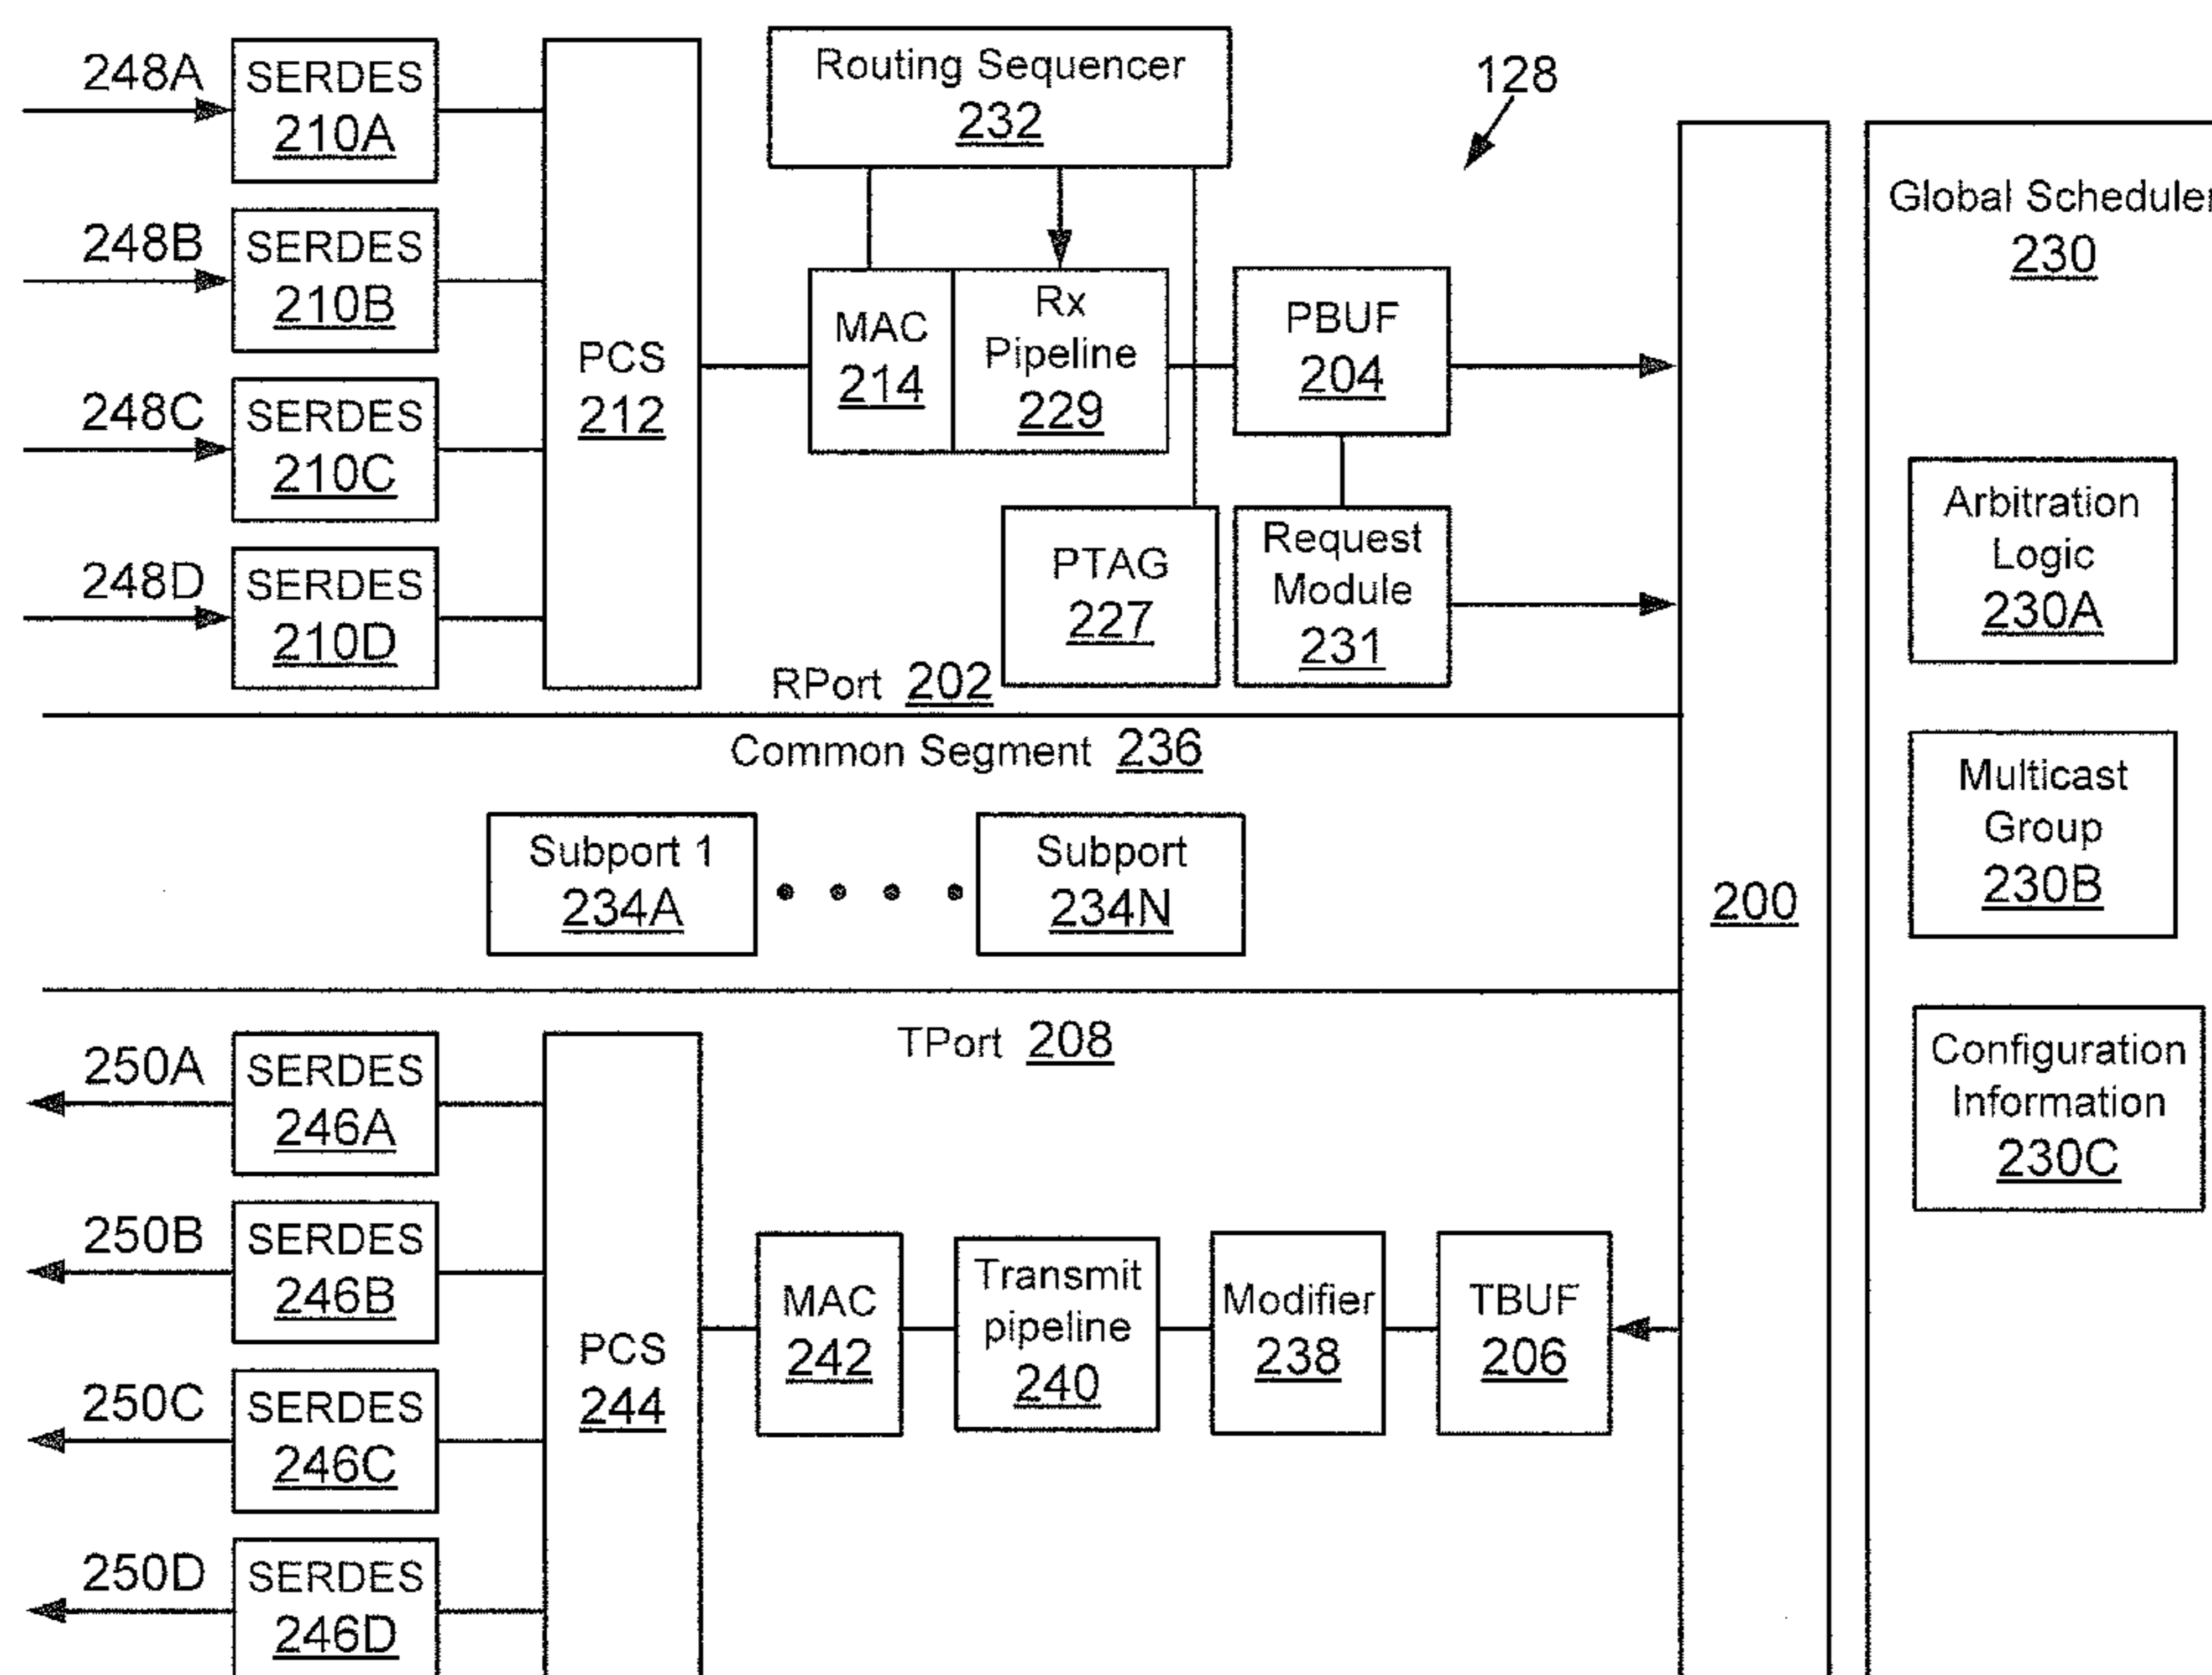 248A
SERDES
210A
248B
SERDES
210B
248C
SERDES
210C
248D
SERDES
210D
PCS
212
Routing Sequencer
232
MAC
214
Rx
Pipeline
229
PBUF
204
PTAG
227
Request
Module
231
RPort 202
128
Common Segment 236
Subport 1
234A
Subport
234N
200
Global Scheduler
230
Arbitration
Logic
230A
Multicast
Group
230B
Configuration
Information
230C
TPort 208
250A
SERDES
246A
250B
SERDES
246B
250C
SERDES
246C
250D
SERDES
246D
PCS
244
MAC
242
Transmit
pipeline
240
Modifier
238
TBUF
206